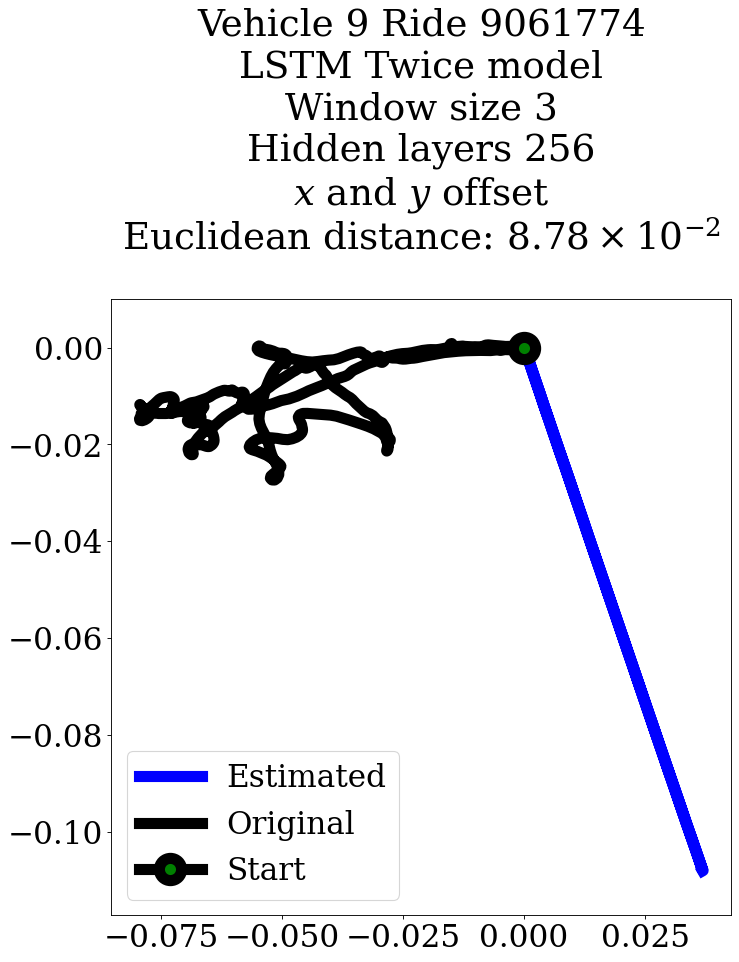 Vehicle 9 Ride 9061774
LSTM Twice model
Window size 3
Hidden layers 256
x and y offset
Euclidean distance: 8.78 × 10⁻²
0.00
−0.02
−0.04
−0.06
−0.08
−0.10
Estimated
Original
Start
−0.075 −0.050 −0.025 0.000 0.025